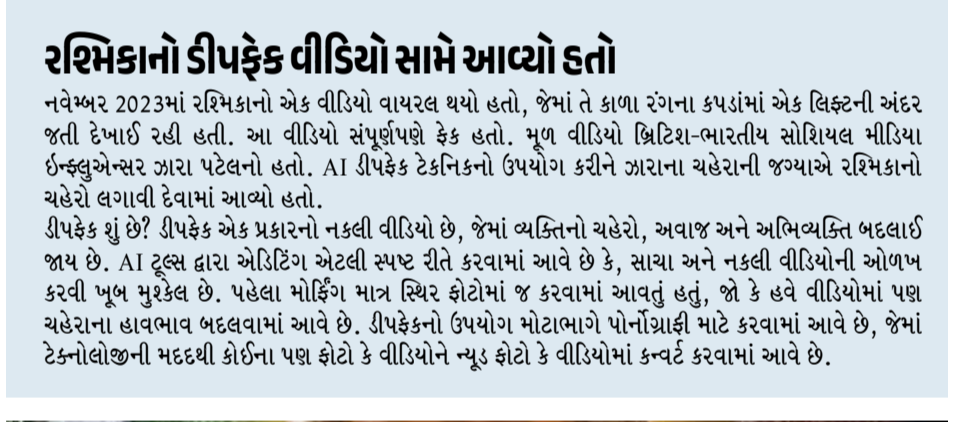 રશ્મિકાનો ડીપફેક વીડિયો સામે આવ્યો હતો
નવેમ્બર 2023માં રશ્મિકાનો એક વીડિયો વાયરલ થયો હતો, જેમાં તે કાળા રંગના કપડાંમાં એક લિફ્ટની અંદર
જતી દેખાઈ રહી હતી. આ વીડિયો સંપૂર્ણપણે ફેક હતો. મૂળ વીડિયો બ્રિટિશ-ભારતીય સોશિયલ મીડિયા
ઇન્ફ્લુએન્સર ઝારા પટેલનો હતો. AI ડીપફેક ટેકનિકનો ઉપયોગ કરીને ઝારાના ચહેરાની જગ્યાએ રશ્મિકાનો
ચહેરો લગાવી દેવામાં આવ્યો હતો.
ડીપફેક શું છે? ડીપફેક એક પ્રકારનો નકલી વીડિયો છે, જેમાં વ્યક્તિનો ચહેરો, અવાજ અને અભિવ્યક્તિ બદલાઈ
જાય છે. AI ટૂલ્સ દ્વારા એડિટિંગ એટલી સ્પષ્ટ રીતે કરવામાં આવે છે કે, સાચા અને નકલી વીડિયોની ઓળખ
કરવી ખૂબ મુશ્કેલ છે. પહેલા મોર્ફિંગ માત્ર સ્થિર ફોટોમાં જ કરવામાં આવતું હતું, જો કે હવે વીડિયોમાં પણ
ચહેરાના હાવભાવ બદલવામાં આવે છે. ડીપફેકનો ઉપયોગ મોટાભાગે પોર્નોગ્રાફી માટે કરવામાં આવે છે, જેમાં
ટેક્નોલોજીની મદદથી કોઈના પણ ફોટો કે વીડિયોને ન્યૂડ ફોટો કે વીડિયોમાં કન્વર્ટ કરવામાં આવે છે.